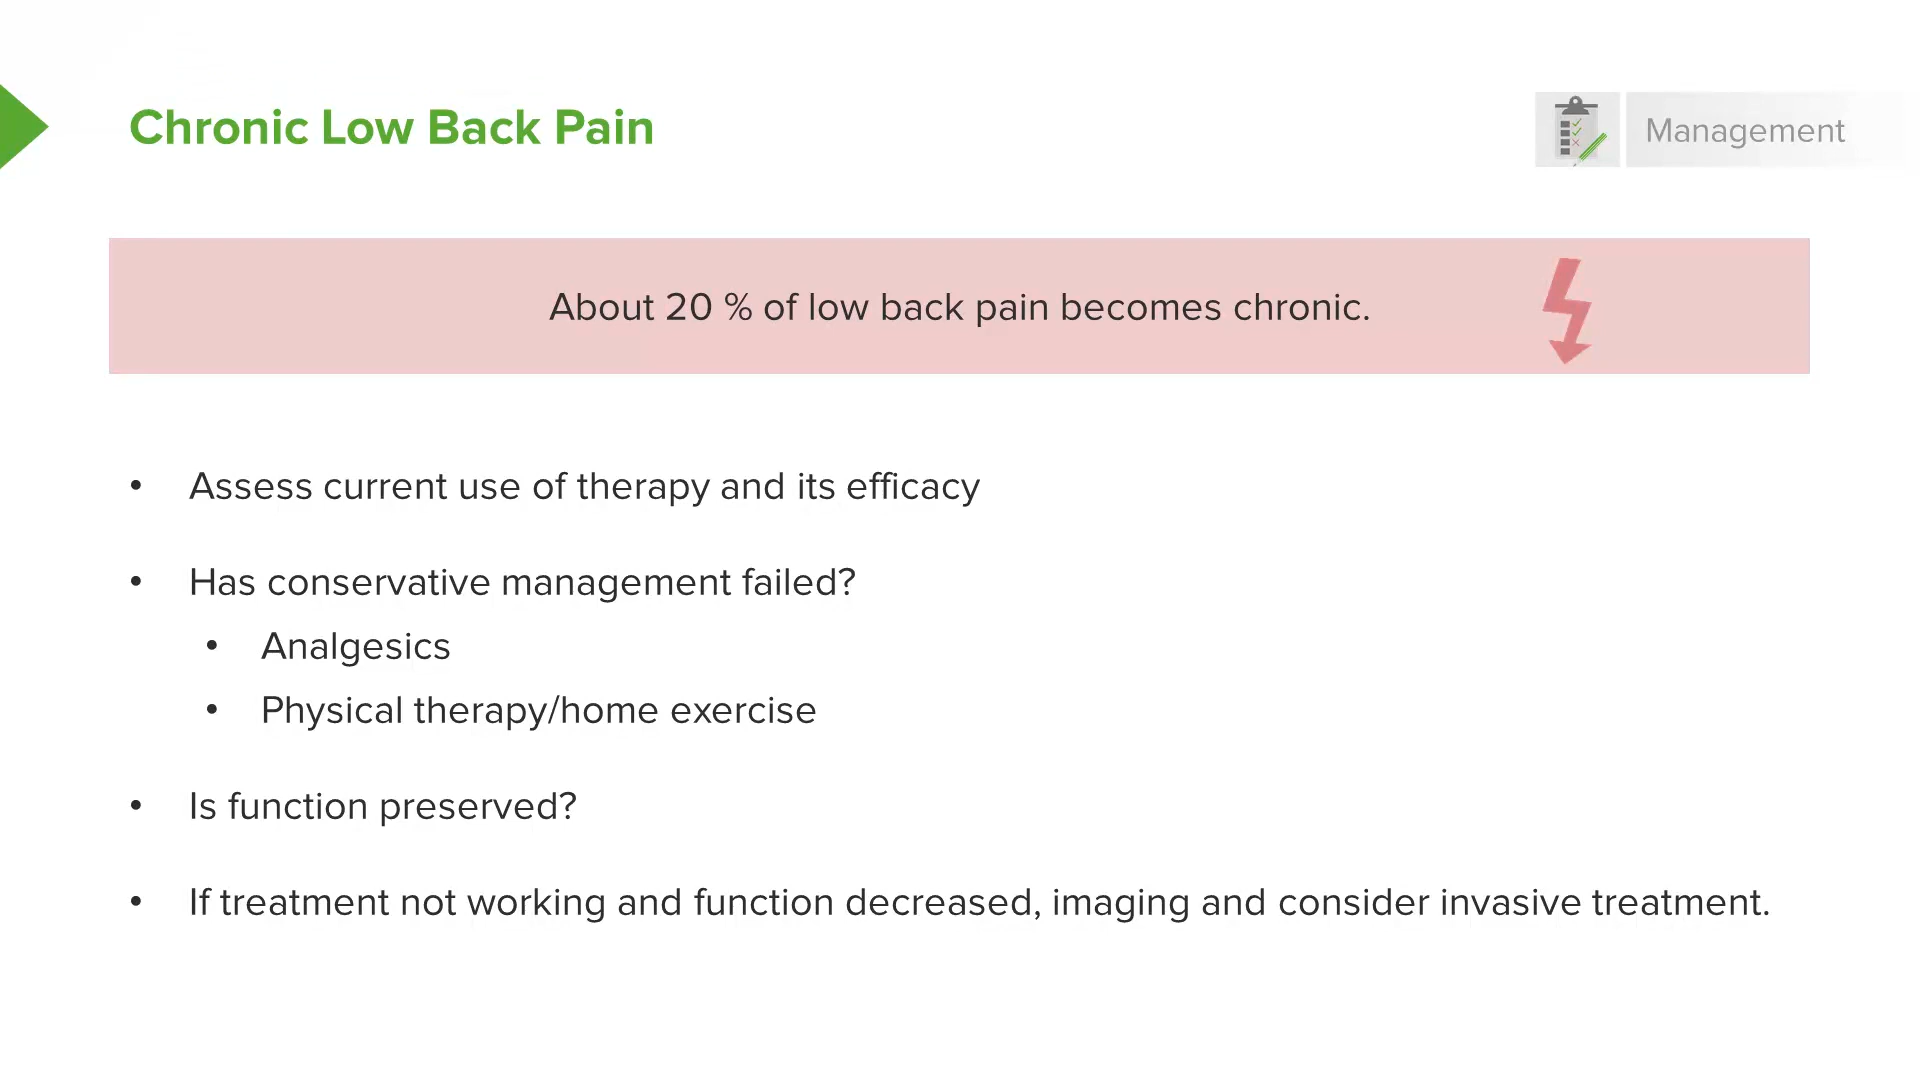 Chronic Low Back Pain
Management
About 20 % of low back pain becomes chronic.
• Assess current use of therapy and its efficacy
• Has conservative management failed?
• Analgesics
• Physical therapy/home exercise
• Is function preserved?
• If treatment not working and function decreased, imaging and consider invasive treatment.